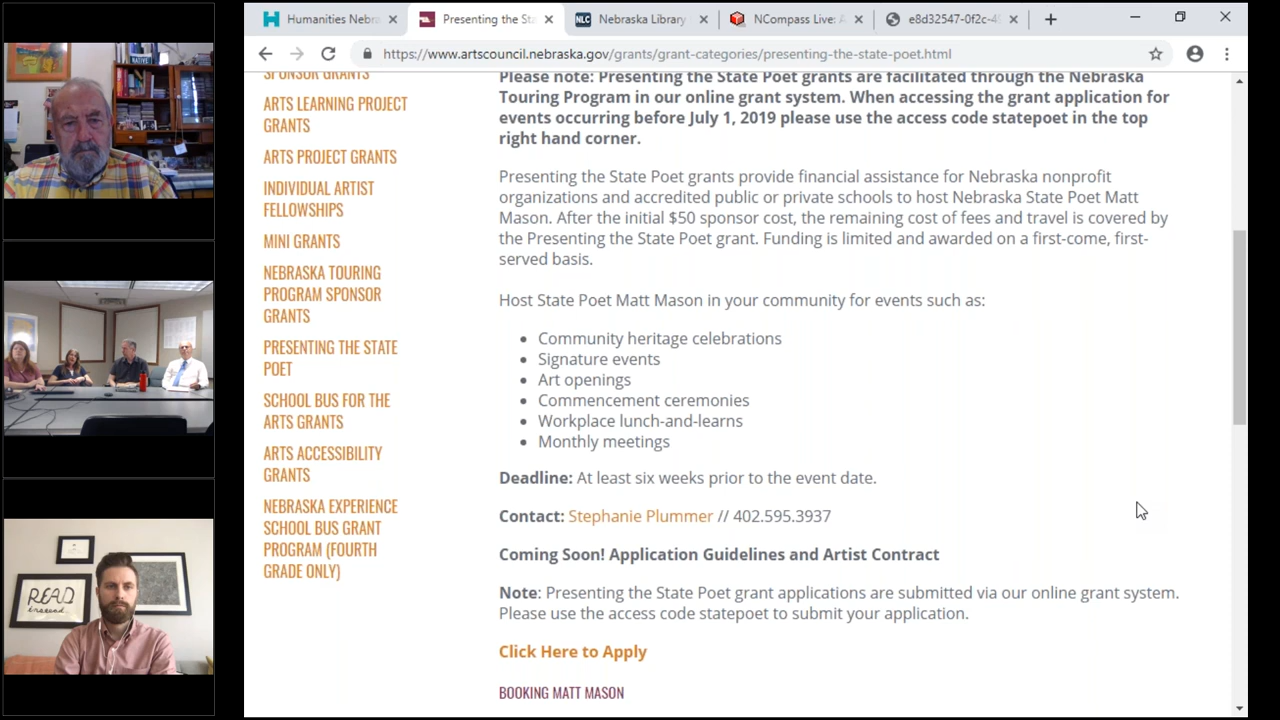 Humanities Nebra
Presenting the Sta
Nebraska Library
NCompass Live: A
e8d32547-0f2c-4
https://www.artscouncil.nebraska.gov/grants/grant-categories/presenting-the-state-poet.html
SPONSOR GRANTS
ARTS LEARNING PROJECT
GRANTS
ARTS PROJECT GRANTS
INDIVIDUAL ARTIST
FELLOWSHIPS
MINI GRANTS
NEBRASKA TOURING
PROGRAM SPONSOR
GRANTS
PRESENTING THE STATE
POET
SCHOOL BUS FOR THE
ARTS GRANTS
ARTS ACCESSIBILITY
GRANTS
NEBRASKA EXPERIENCE
SCHOOL BUS GRANT
PROGRAM (FOURTH
GRADE ONLY)
Please note: Presenting the State Poet grants are facilitated through the Nebraska
Touring Program in our online grant system. When accessing the grant application for
events occurring before July 1, 2019 please use the access code statepoet in the top
right hand corner.
Presenting the State Poet grants provide financial assistance for Nebraska nonprofit
organizations and accredited public or private schools to host Nebraska State Poet Matt
Mason. After the initial $50 sponsor cost, the remaining cost of fees and travel is covered by
the Presenting the State Poet grant. Funding is limited and awarded on a first-come, first-
served basis.
Host State Poet Matt Mason in your community for events such as:
Community heritage celebrations
Signature events
Art openings
Commencement ceremonies
Workplace lunch-and-learns
Monthly meetings
Deadline: At least six weeks prior to the event date.
Contact: Stephanie Plummer // 402.595.3937
Coming Soon! Application Guidelines and Artist Contract
Note: Presenting the State Poet grant applications are submitted via our online grant system.
Please use the access code statepoet to submit your application.
Click Here to Apply
BOOKING MATT MASON
NATIVE
READ
instead.
NLC